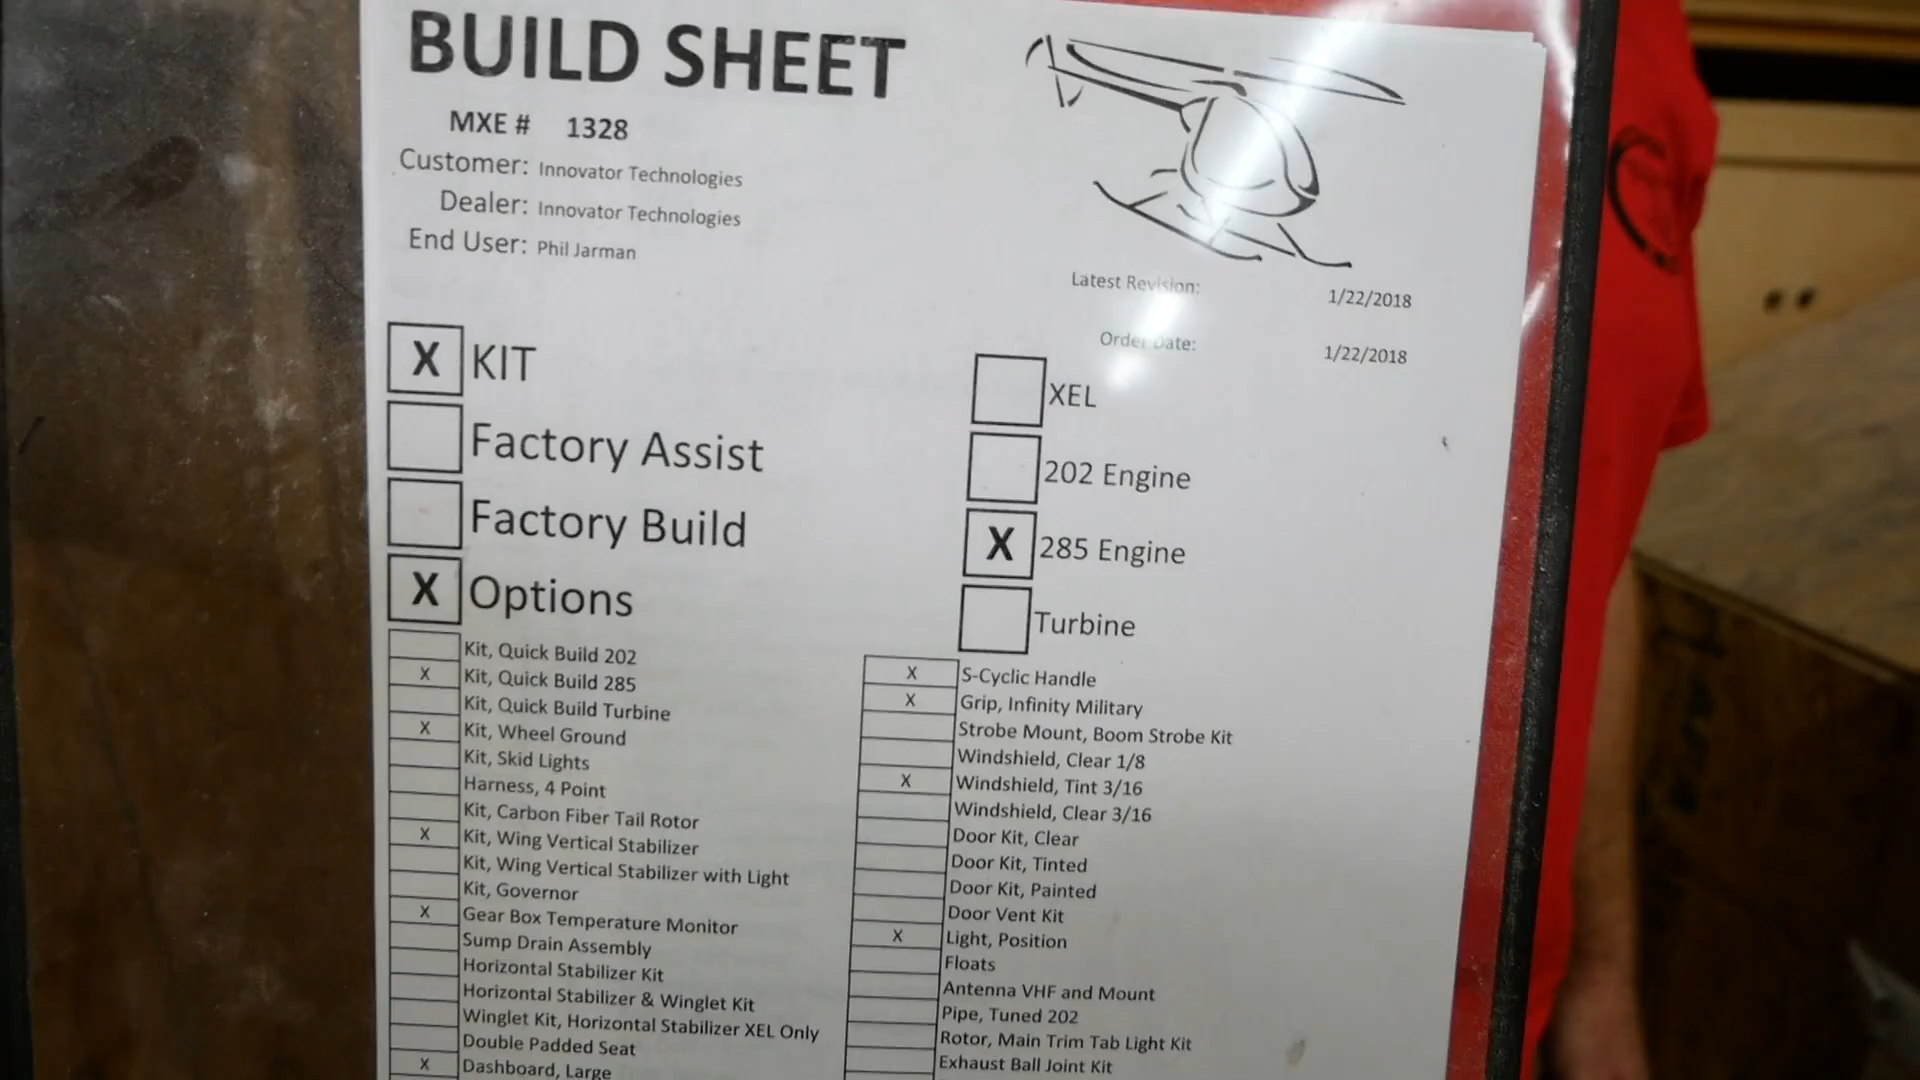 BUILD SHEET
MXE # 1328
Customer: Innovator Technologies
Dealer: Innovator Technologies
End User: Phil Jarman
Latest Revision: 1/22/2018
Order Date: 1/22/2018
X KIT
Factory Assist
Factory Build
X Options
XEL
202 Engine
X 285 Engine
Turbine
Kit, Quick Build 202
X Kit, Quick Build 285
Kit, Quick Build Turbine
X Kit, Wheel Ground
Kit, Skid Lights
Harness, 4 Point
Kit, Carbon Fiber Tail Rotor
X Kit, Wing Vertical Stabilizer
Kit, Wing Vertical Stabilizer with Light
Kit, Governor
X Gear Box Temperature Monitor
Sump Drain Assembly
Horizontal Stabilizer Kit
Horizontal Stabilizer & Winglet Kit
Winglet Kit, Horizontal Stabilizer XEL Only
Double Padded Seat
X Dashboard, Large
X S-Cyclic Handle
X Grip, Infinity Military
Strobe Mount, Boom Strobe Kit
Windshield, Clear 1/8
X Windshield, Tint 3/16
Windshield, Clear 3/16
Door Kit, Clear
Door Kit, Tinted
Door Kit, Painted
Door Vent Kit
X Light, Position
Floats
Antenna VHF and Mount
Pipe, Tuned 202
Rotor, Main Trim Tab Light Kit
Exhaust Ball Joint Kit